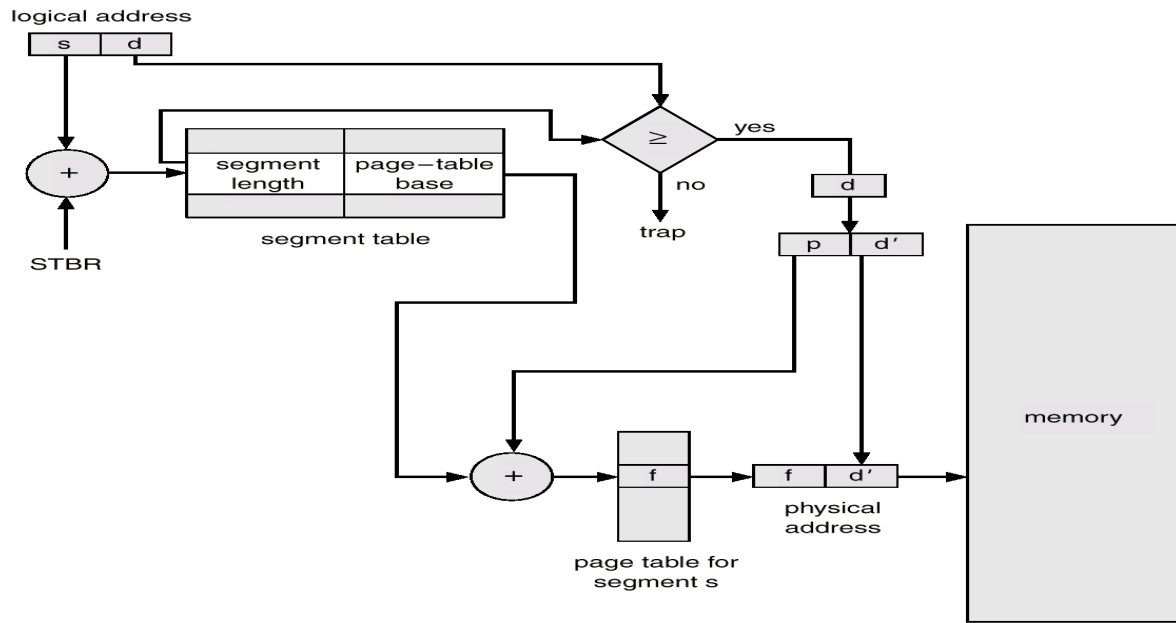 logical address
s d
+
STBR
segment length
page–table base
segment table
≥
yes
no
trap
d
p d′
+
f
page table for
segment s
f d′
physical
address
memory